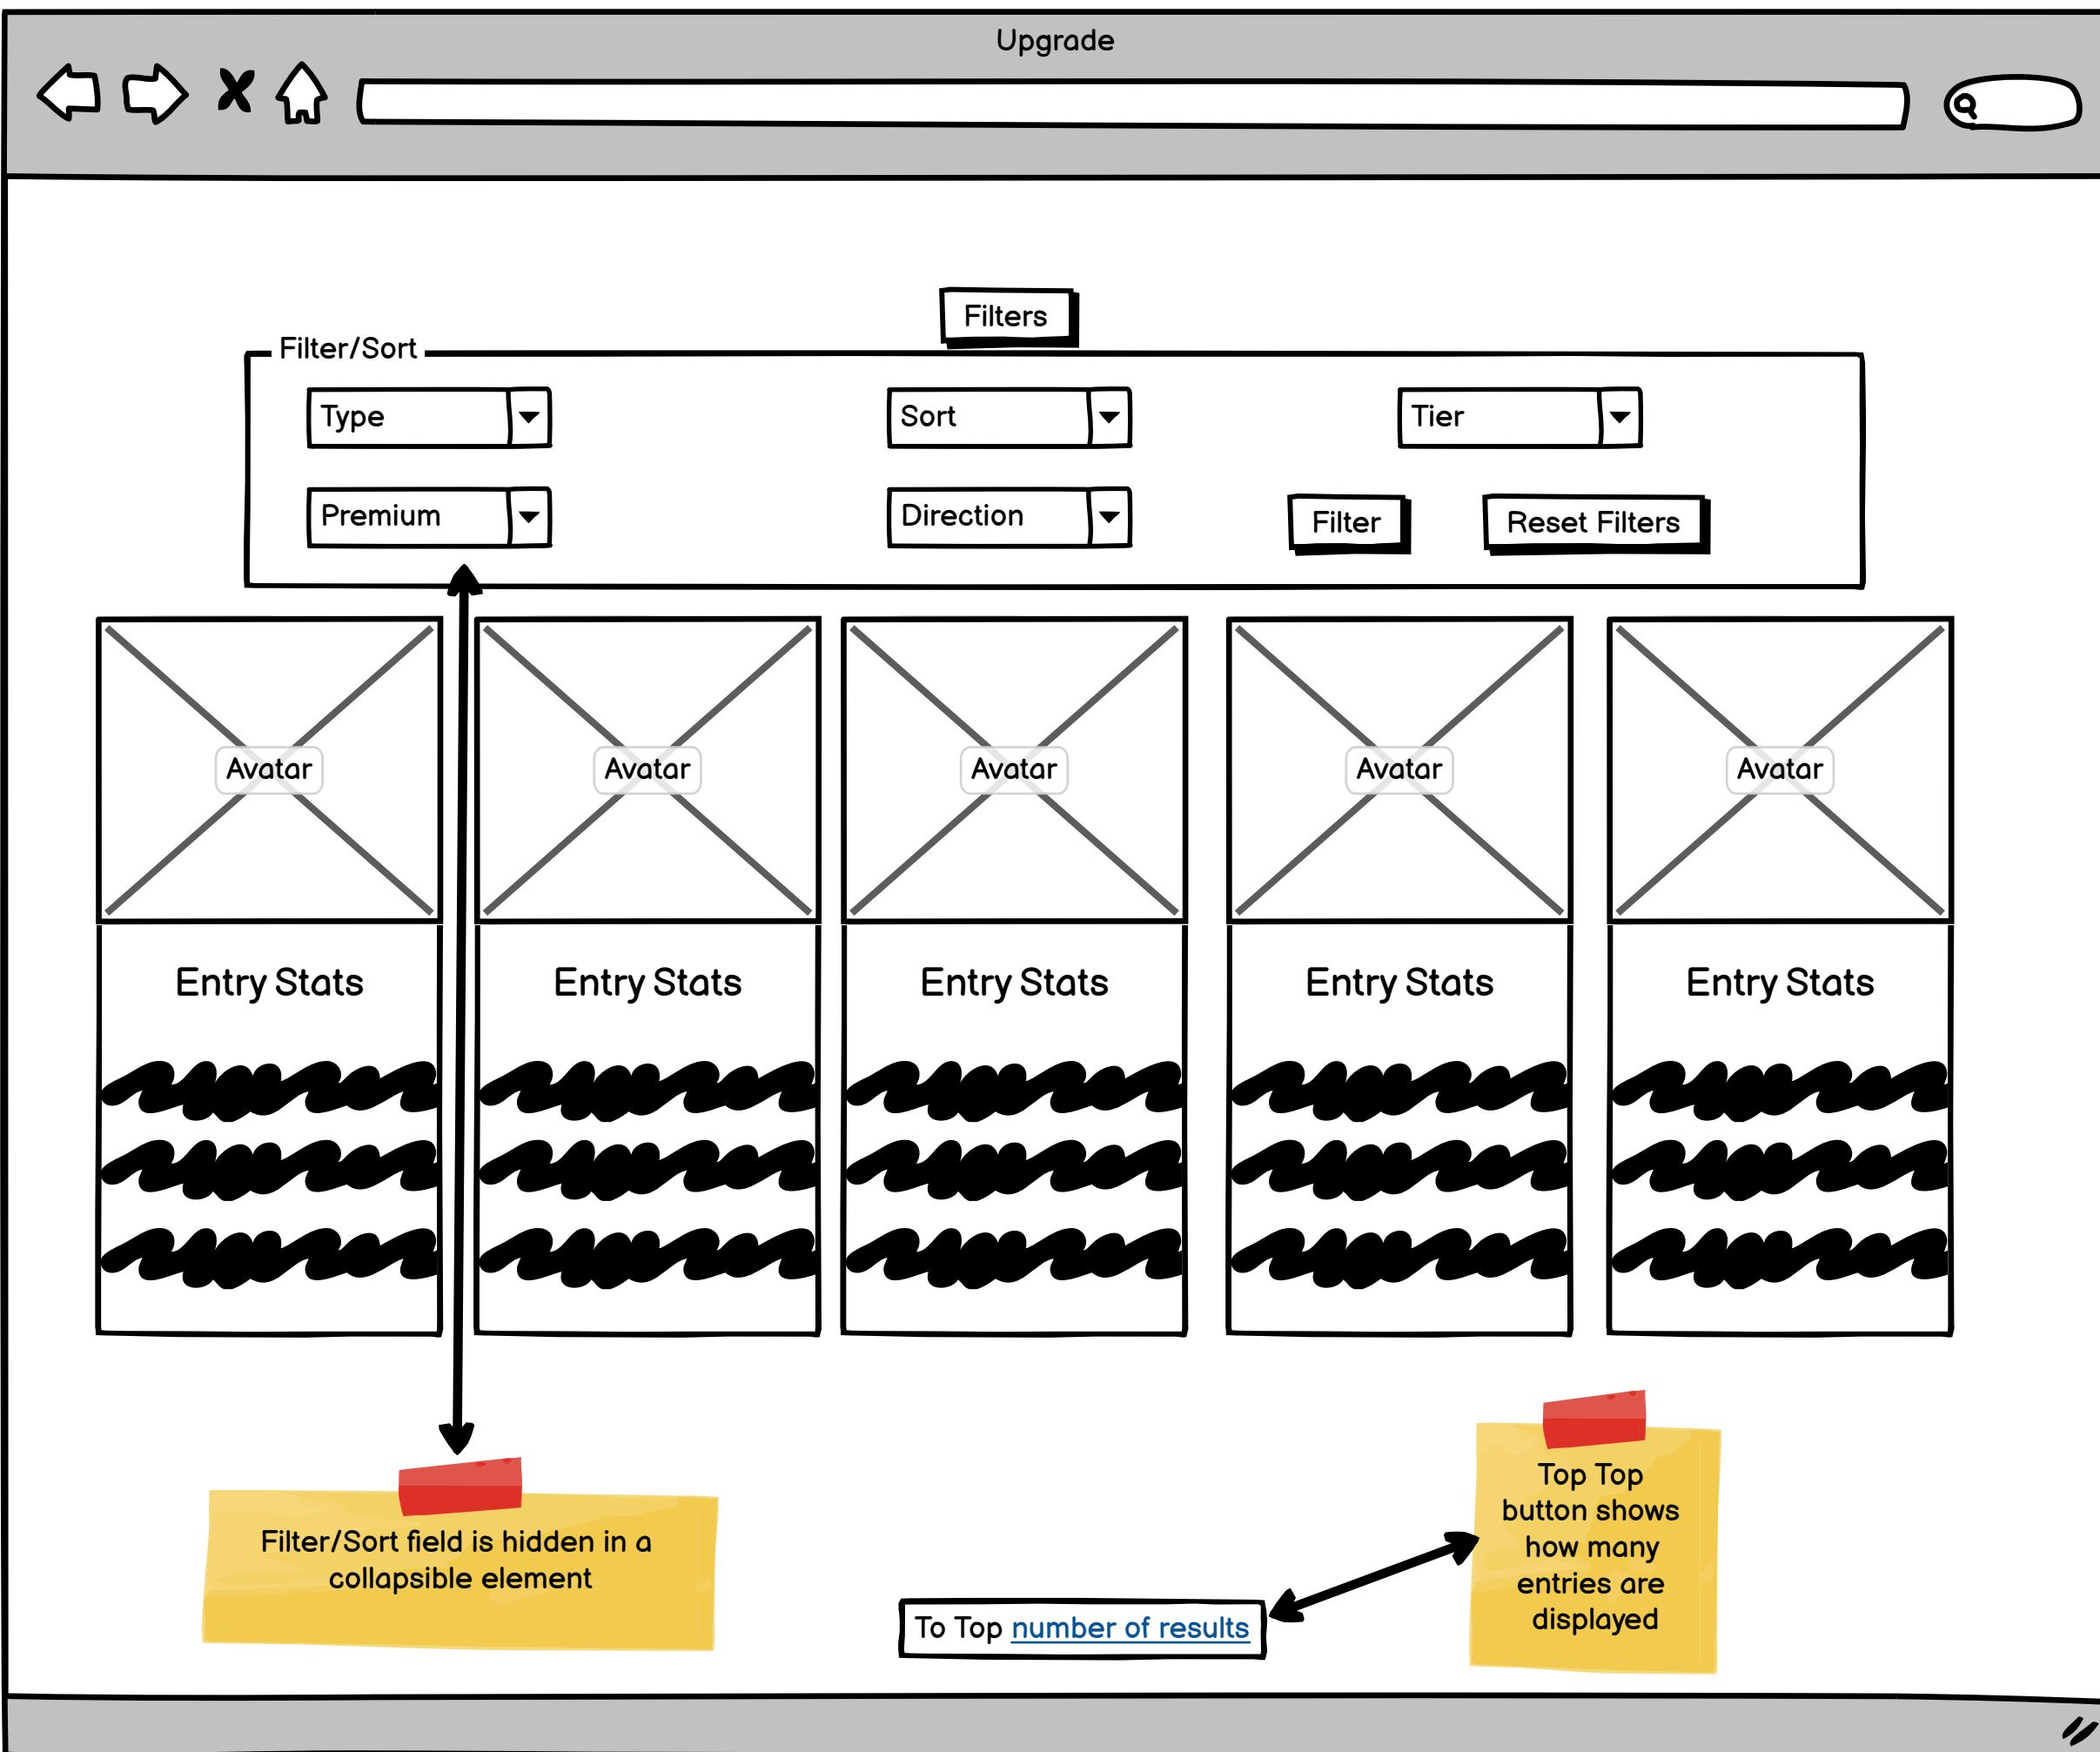 Upgrade
Filters
Filter/Sort
Type
Sort
Tier
Premium
Direction
Filter
Reset Filters
Avatar
Avatar
Avatar
Avatar
Avatar
Entry Stats
Entry Stats
Entry Stats
Entry Stats
Entry Stats
Filter/Sort field is hidden in a
collapsible element
Top Top
button shows
how many
entries are
displayed
To Top number of results